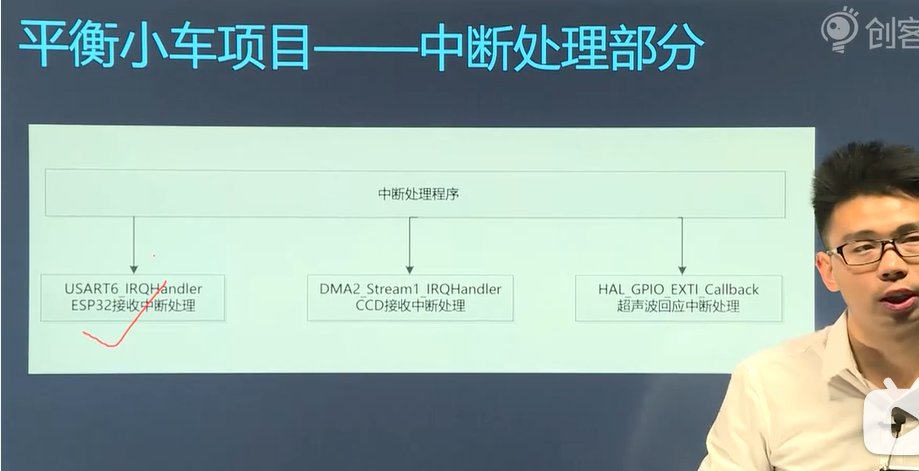 平衡小车项目——中断处理部分
创客
中断处理程序
USART6_IRQHandler
ESP32接收中断处理
DMA2_Stream1_IRQHandler
CCD接收中断处理
HAL_GPIO_EXTI_Callback
超声波回应中断处理